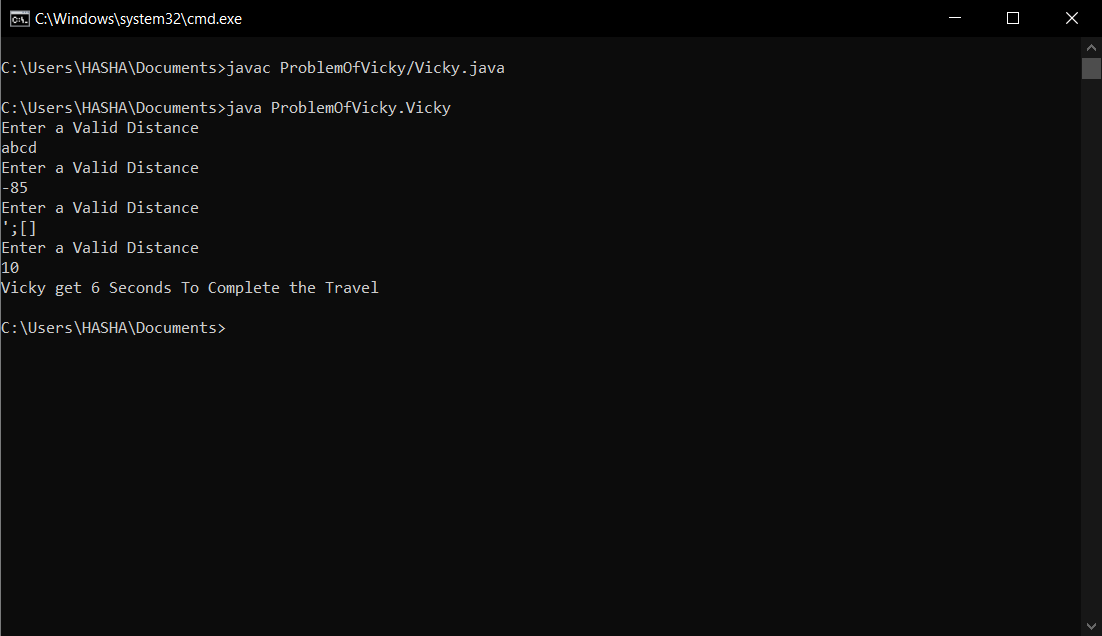 C:\Windows\system32\cmd.exe
C:\Users\HASHA\Documents>javac ProblemOfVicky/Vicky.java
C:\Users\HASHA\Documents>java ProblemOfVicky.Vicky
Enter a Valid Distance
abcd
Enter a Valid Distance
-85
Enter a Valid Distance
';[]
Enter a Valid Distance
10
Vicky get 6 Seconds To Complete the Travel
C:\Users\HASHA\Documents>